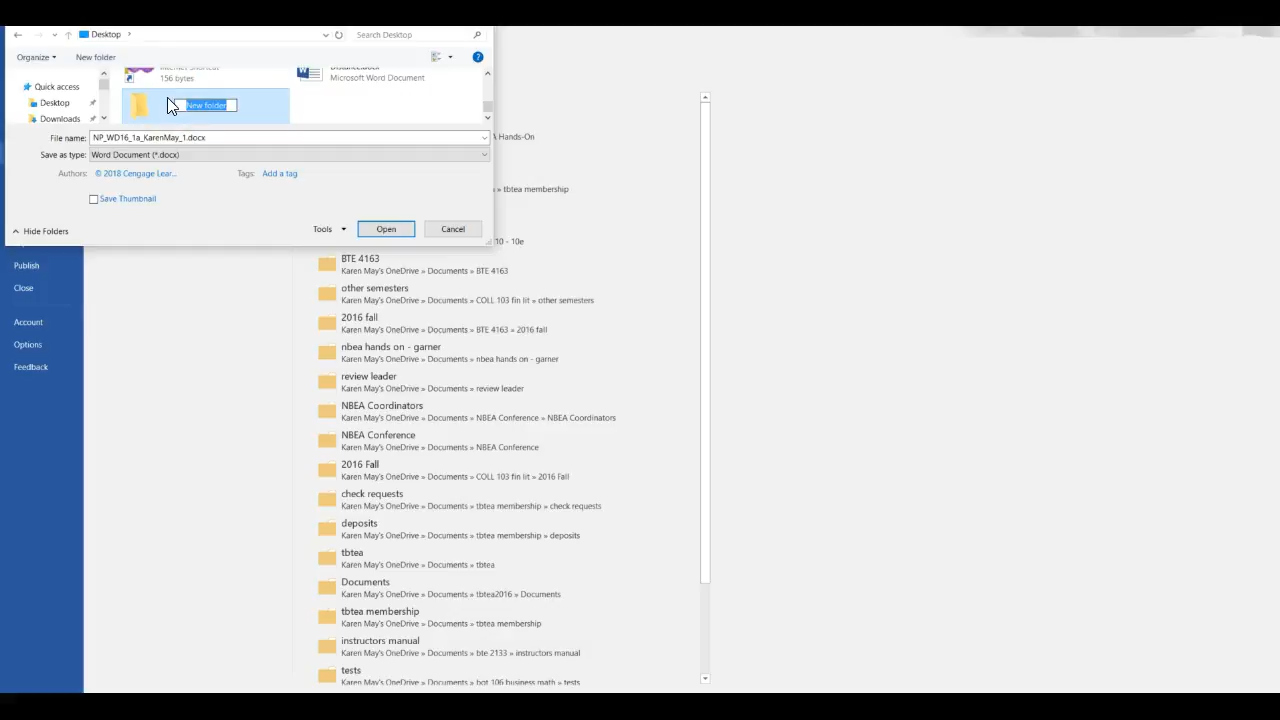 Desktop
Search Desktop
Organize
New folder
156 bytes
Microsoft Word Document
Quick access
Desktop
New folder
Downloads
File name: NP_WD16_1a_KarenMay_1.docx
A Hands-On
Save as type: Word Document (*.docx)
Authors: © 2018 Cengage Lear...
Tags: Add a tag
» tbtea membership
Save Thumbnail
Hide Folders
Tools
Open
Cancel
10 - 10e
Publish
Close
Account
Options
Feedback
BTE 4163
Karen May's OneDrive » Documents » BTE 4163
other semesters
Karen May's OneDrive » Documents » COLL 103 fin lit » other semesters
2016 fall
Karen May's OneDrive » Documents » BTE 4163 » 2016 fall
nbea hands on - garner
Karen May's OneDrive » Documents » nbea hands on - garner
review leader
Karen May's OneDrive » Documents » review leader
NBEA Coordinators
Karen May's OneDrive » Documents » NBEA Conference » NBEA Coordinators
NBEA Conference
Karen May's OneDrive » Documents » NBEA Conference
2016 Fall
Karen May's OneDrive » Documents » COLL 103 fin lit » 2016 Fall
check requests
Karen May's OneDrive » Documents » tbtea membership » check requests
deposits
Karen May's OneDrive » Documents » tbtea membership » deposits
tbtea
Karen May's OneDrive » Documents » tbtea
Documents
Karen May's OneDrive » Documents » tbtea2016 » Documents
tbtea membership
Karen May's OneDrive » Documents » tbtea membership
instructors manual
Karen May's OneDrive » Documents » bte 2133 » instructors manual
tests
Karen May's OneDrive » Documents » bot 106 business math » tests